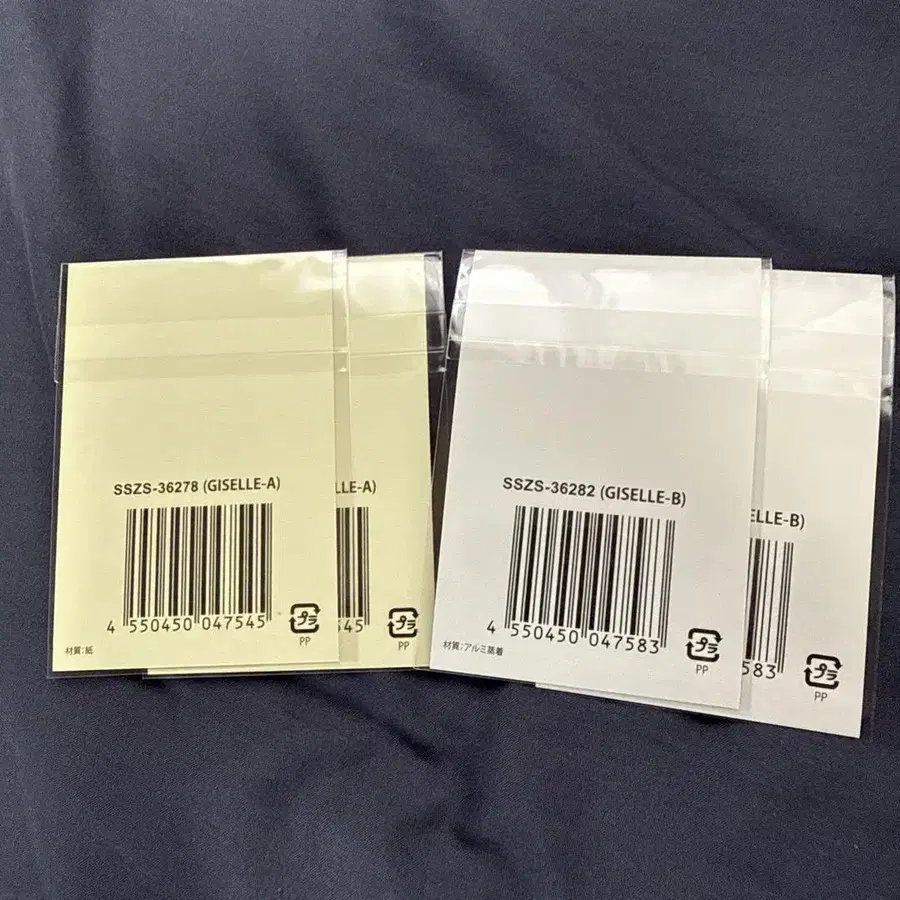 SSZS-36278 (GISELLE-A)
4 550450 047545
プラ
PP
材質:紙
LLE-A)
545
プラ
PP
SSZS-36282 (GISELLE-B)
4 550450 047583
プラ
PP
材質:アルミ蒸着
ELLE-B)
583
プラ
PP